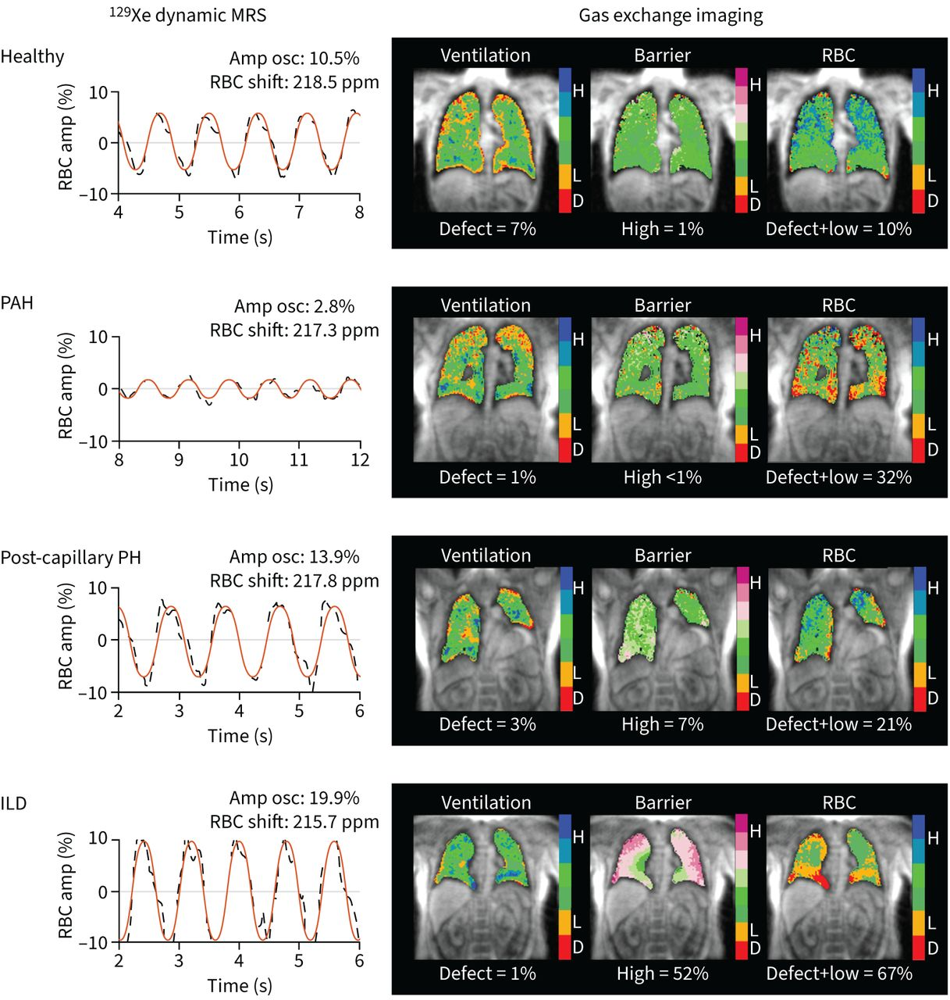 ¹²⁹Xe dynamic MRS
Gas exchange imaging
Healthy
Amp osc: 10.5%
RBC shift: 218.5 ppm
RBC amp (%)
10
0
–10
4 5 6 7 8
Time (s)
Ventilation Barrier RBC
H H H
L L L
D D D
Defect = 7% High = 1% Defect+low = 10%
PAH
Amp osc: 2.8%
RBC shift: 217.3 ppm
RBC amp (%)
10
0
–10
8 9 10 11 12
Time (s)
Ventilation Barrier RBC
H H H
L L L
D D D
Defect = 1% High <1% Defect+low = 32%
Post-capillary PH
Amp osc: 13.9%
RBC shift: 217.8 ppm
RBC amp (%)
10
0
–10
2 3 4 5 6
Time (s)
Ventilation Barrier RBC
H H H
L L L
D D D
Defect = 3% High = 7% Defect+low = 21%
ILD
Amp osc: 19.9%
RBC shift: 215.7 ppm
RBC amp (%)
10
0
–10
2 3 4 5 6
Time (s)
Ventilation Barrier RBC
H H H
L L L
D D D
Defect = 1% High = 52% Defect+low = 67%